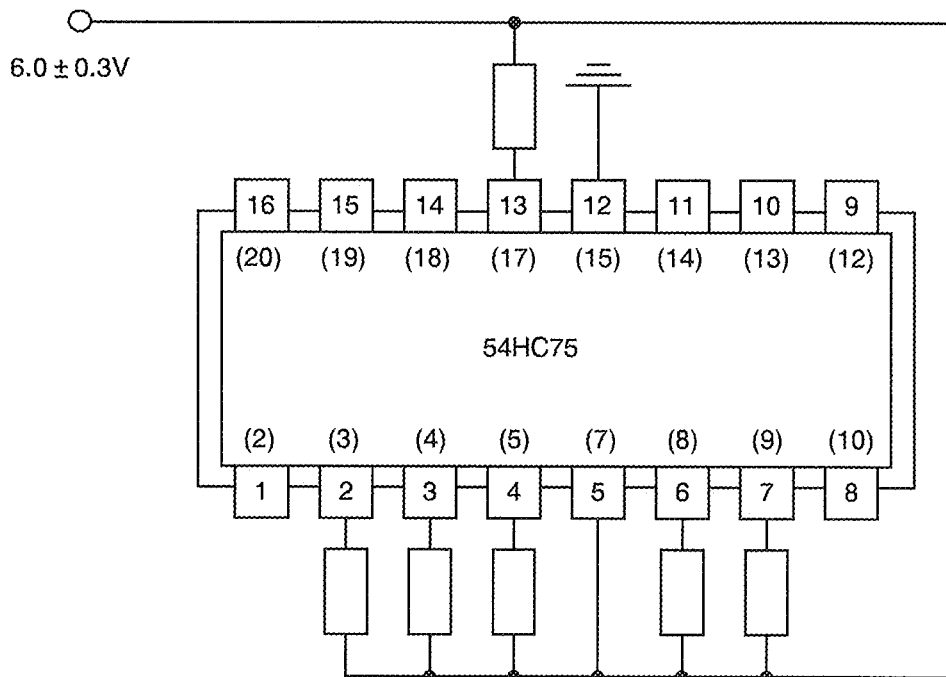 6.0 ± 0.3V
16 15 14 13 12 11 10 9
(20) (19) (18) (17) (15) (14) (13) (12)
54HC75
(2) (3) (4) (5) (7) (8) (9) (10)
1 2 3 4 5 6 7 8